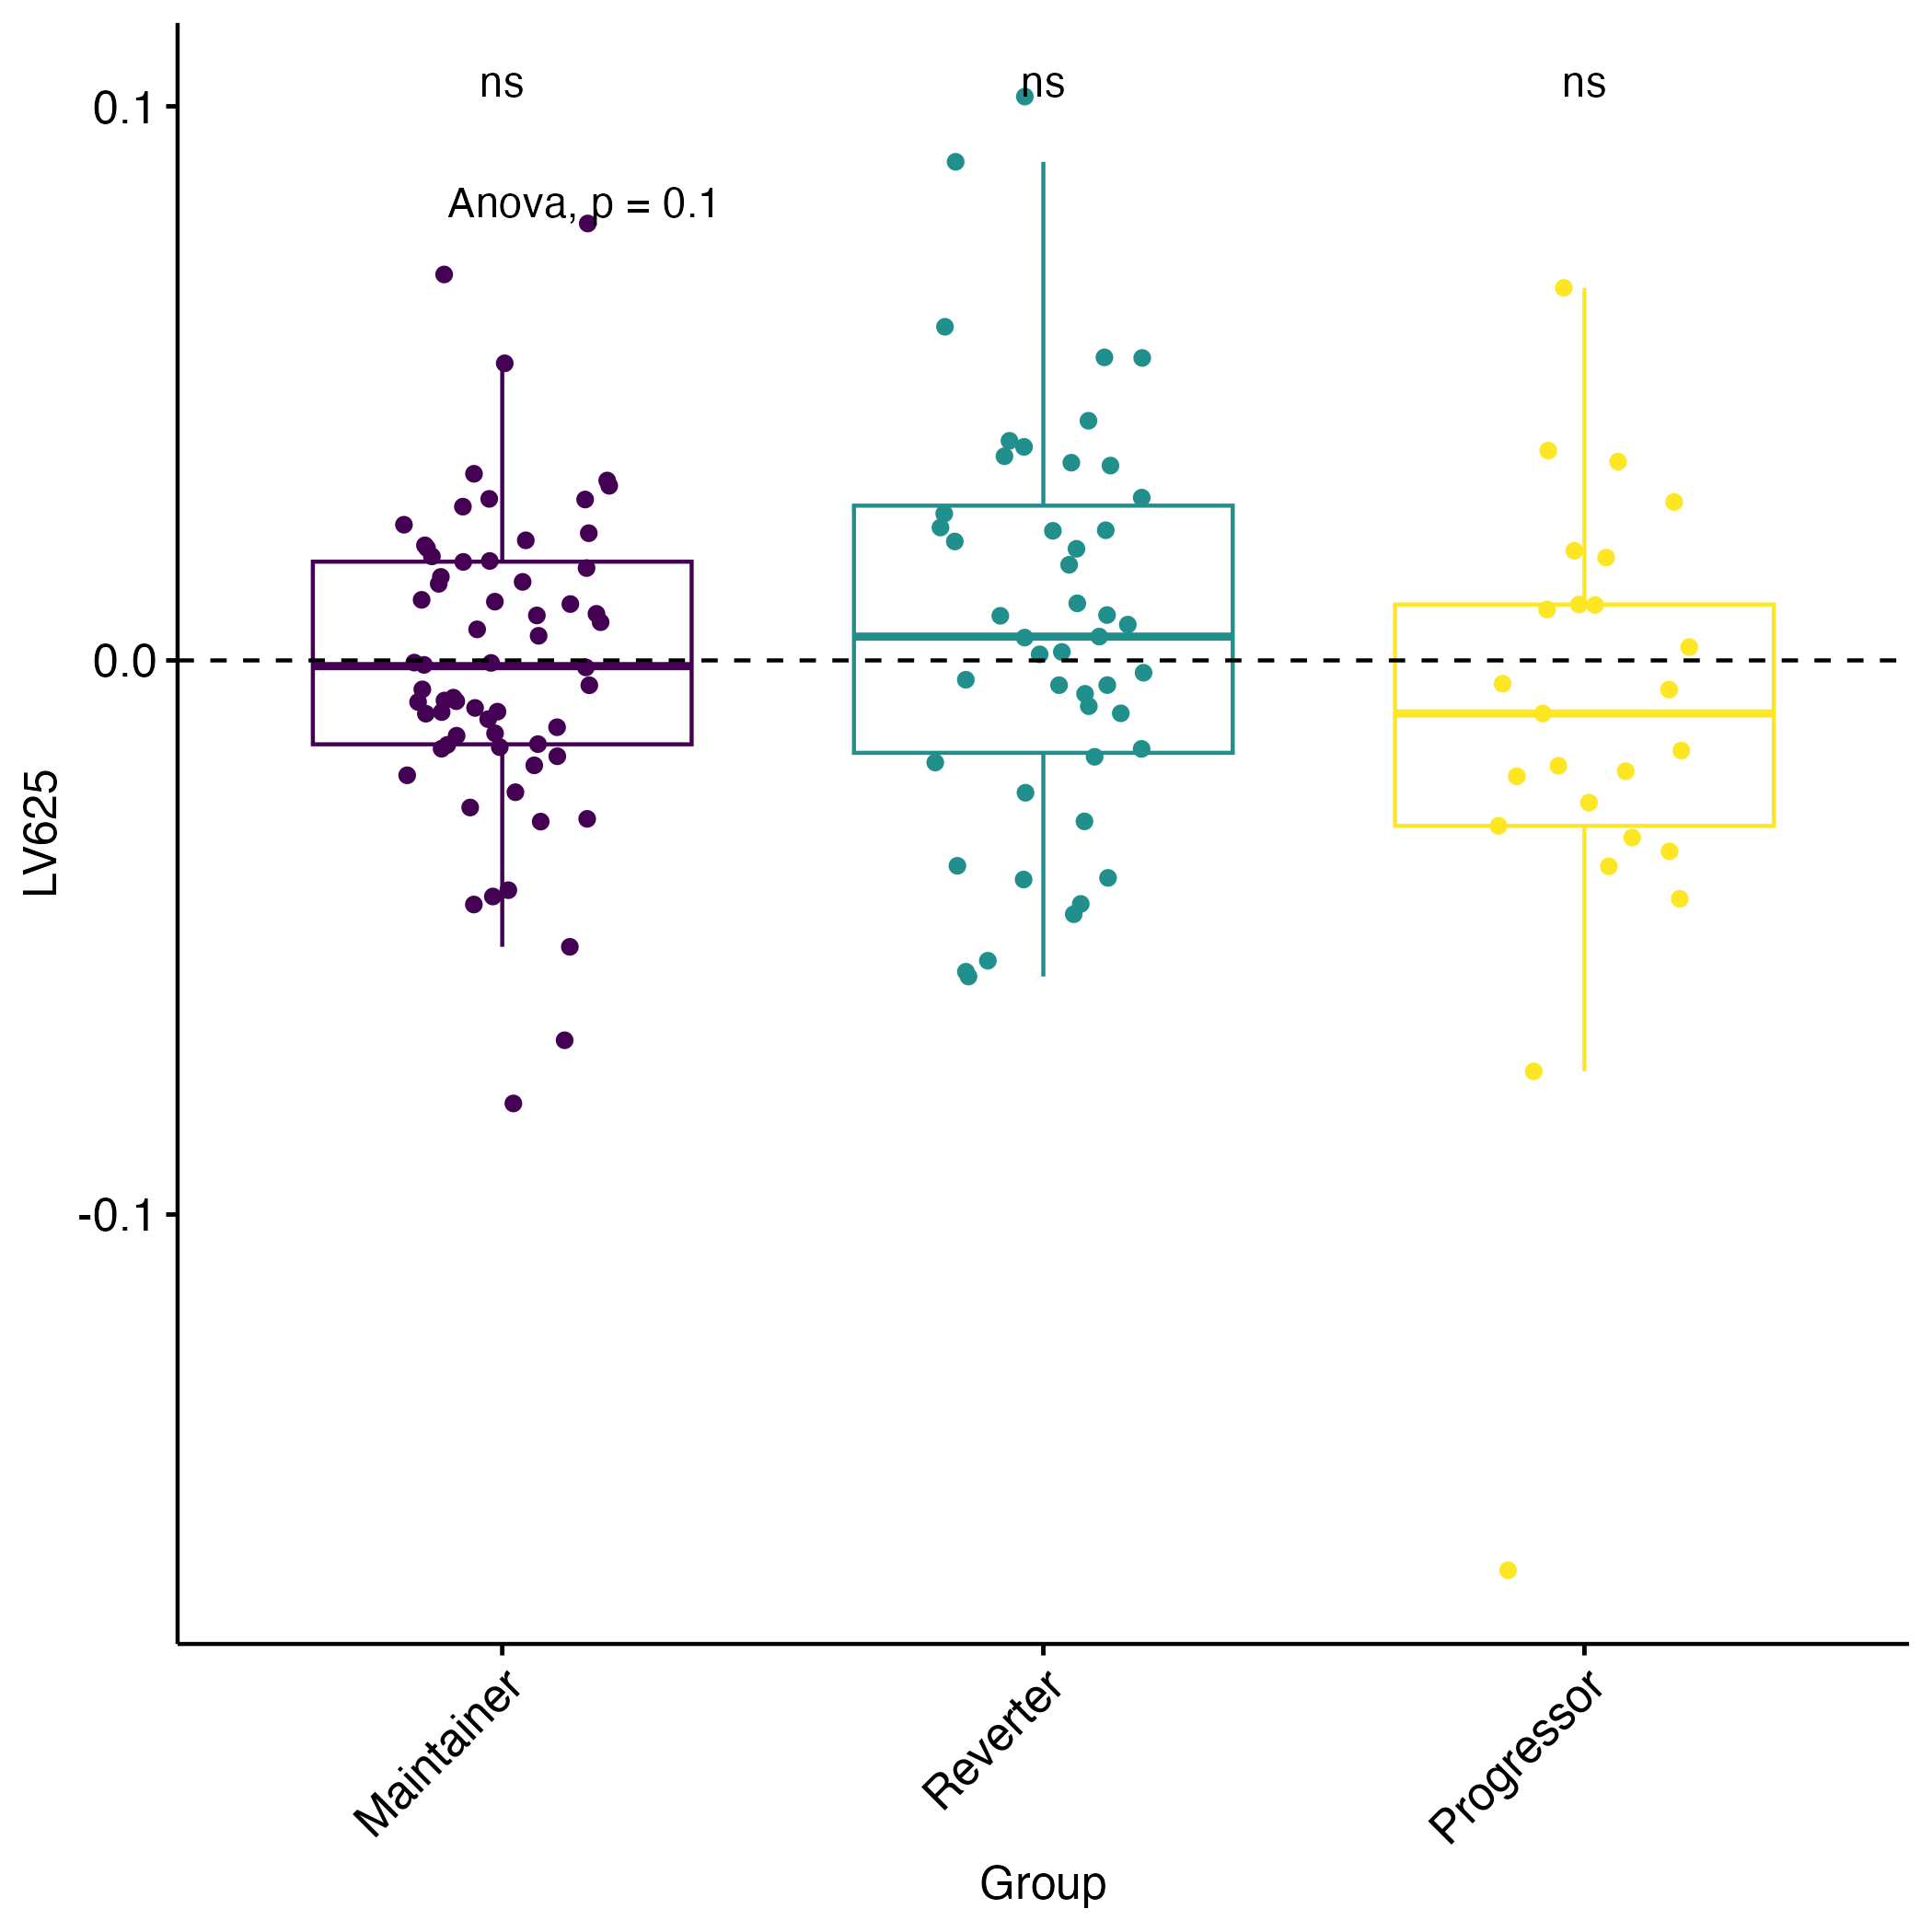 ns ns ns
0.1
Anova, p = 0.1
0.0
LV625
-0.1
Maintainer Reverter Progressor
Group